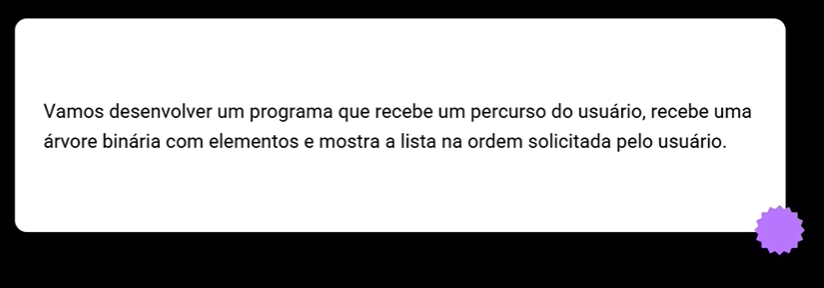 Vamos desenvolver um programa que recebe um percurso do usuário, recebe uma
árvore binária com elementos e mostra a lista na ordem solicitada pelo usuário.